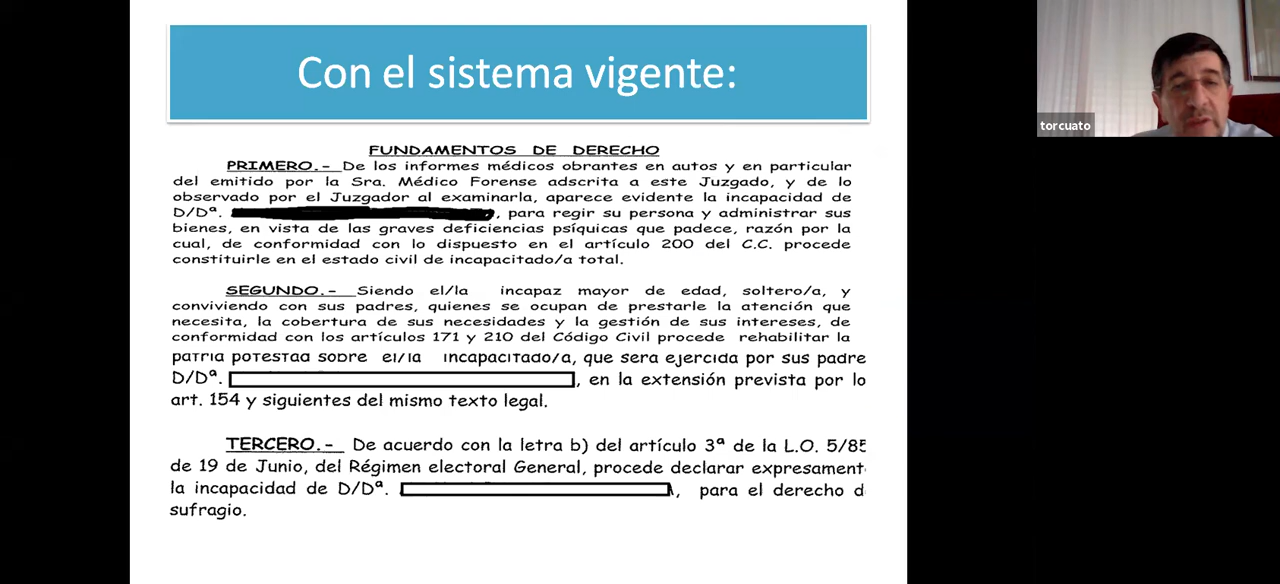 Con el sistema vigente:
FUNDAMENTOS DE DERECHO
PRIMERO.- De los informes médicos obrantes en autos y en particular
del emitido por la Sra. Médico Forense adscrita a este Juzgado, y de lo
observado por el Juzgador al examinarla, aparece evidente la incapacidad de
D/Dª. , para regir su persona y administrar sus
bienes, en vista de las graves deficiencias psíquicas que padece, razón por la
cual, de conformidad con lo dispuesto en el artículo 200 del C.C. procede
constituirle en el estado civil de incapacitado/a total.
SEGUNDO.- Siendo el/la incapaz mayor de edad, soltero/a, y
conviviendo con sus padres, quienes se ocupan de prestarle la atención que
necesita, la cobertura de sus necesidades y la gestión de sus intereses, de
conformidad con los artículos 171 y 210 del Código Civil procede rehabilitar la
patria potestad sobre el/la incapacitado/a, que sera ejercida por sus padre
D/Dª. , en la extensión prevista por lo
art. 154 y siguientes del mismo texto legal.
TERCERO.- De acuerdo con la letra b) del artículo 3ª de la L.O. 5/85
de 19 de Junio, del Régimen electoral General, procede declarar expresament
la incapacidad de D/Dª. , para el derecho d
sufragio.
torcuato